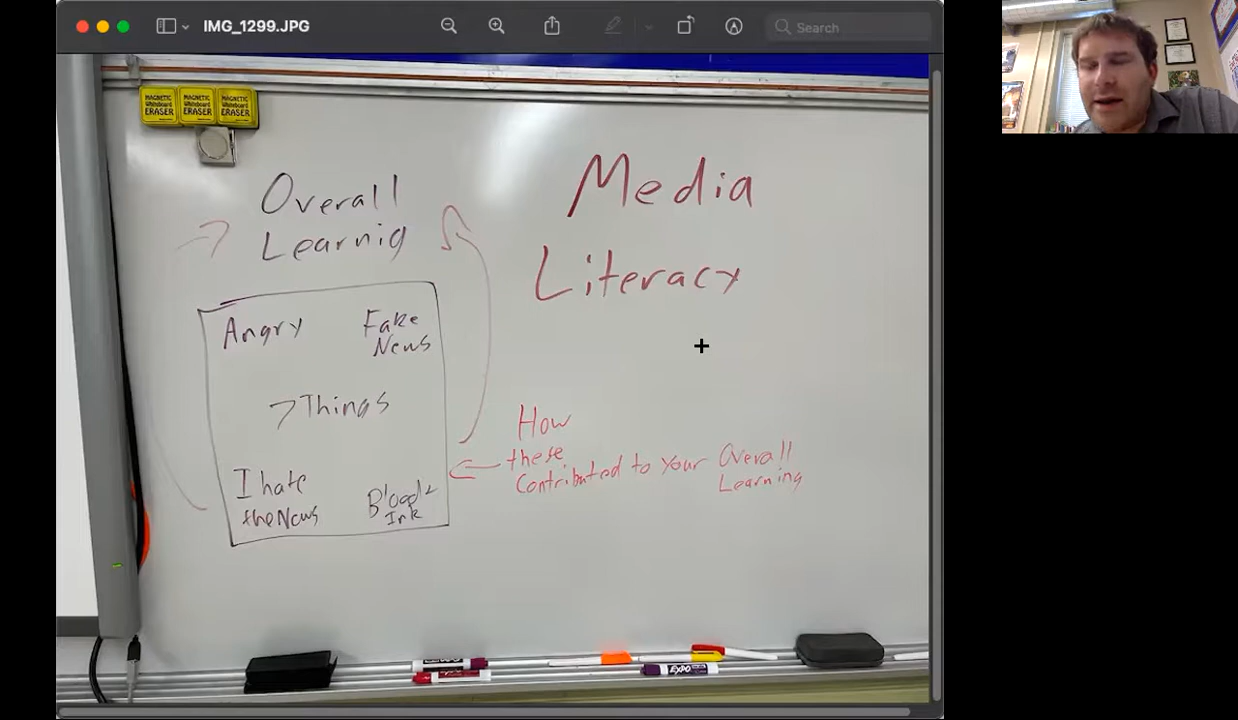 IMG_1299.JPG
Search
MAGNETIC Whiteboard ERASER
MAGNETIC Whiteboard ERASER
MAGNETIC Whiteboard ERASER
Overall
Learnig
Media
Literacy
Angry
Fake
News
7 Things
I hate
the News
Blood +
Ink
How
these
Contributed to your Overall
Learning
EXPO